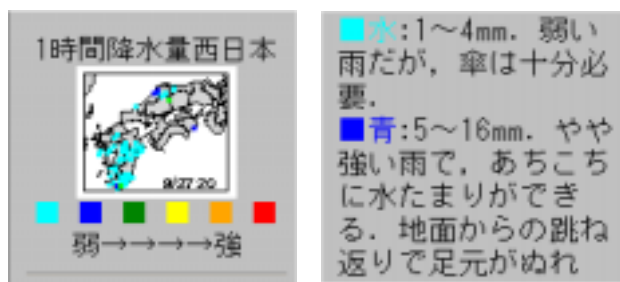 1時間降水量西日本
9/27 20
弱→→→→強
■水:1～4mm．弱い
雨だが，傘は十分必
要．
■青:5～16mm．やや
強い雨で，あちこち
に水たまりができ
る．地面からの跳ね
返りで足元がぬれ